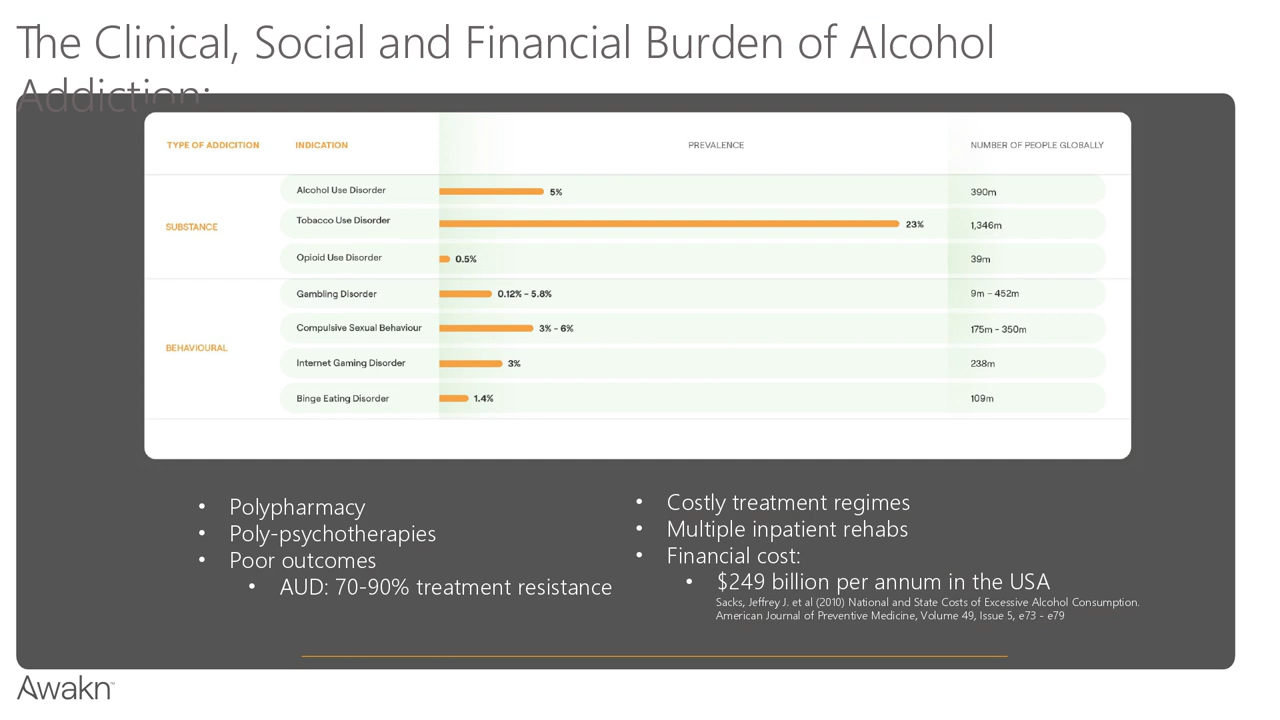 The Clinical, Social and Financial Burden of Alcohol
Addiction:
TYPE OF ADDICITION INDICATION PREVALENCE NUMBER OF PEOPLE GLOBALLY
Alcohol Use Disorder 5% 390m
SUBSTANCE Tobacco Use Disorder 23% 1,346m
Opioid Use Disorder 0.5% 39m
Gambling Disorder 0.12% - 5.8% 9m – 452m
Compulsive Sexual Behaviour 3% - 6% 175m - 350m
BEHAVIOURAL
Internet Gaming Disorder 3% 238m
Binge Eating Disorder 1.4% 109m
• Polypharmacy
• Poly-psychotherapies
• Poor outcomes
• AUD: 70-90% treatment resistance
• Costly treatment regimes
• Multiple inpatient rehabs
• Financial cost:
• $249 billion per annum in the USA
Sacks, Jeffrey J. et al (2010) National and State Costs of Excessive Alcohol Consumption.
American Journal of Preventive Medicine, Volume 49, Issue 5, e73 - e79
Awakn™